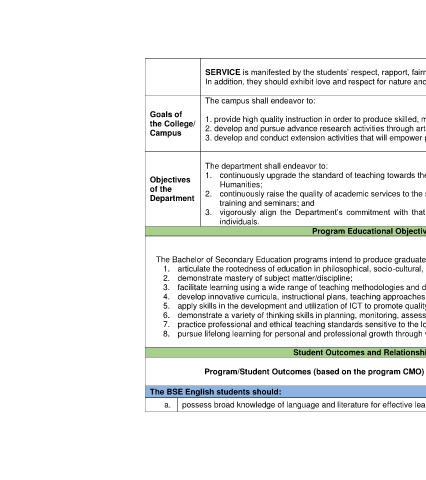 SERVICE is manifested by the students' respect, rapport, fairn
In addition, they should exhibit love and respect for nature and
Goals of the College/ Campus
The campus shall endeavor to:
1. provide high quality instruction in order to produce skilled, m
2. develop and pursue advance research activities through art
3. develop and conduct extension activities that will empower p
Objectives of the Department
The department shall endeavor to:
1. continuously upgrade the standard of teaching towards the
Humanities;
2. continuously raise the quality of academic services to the s
training and seminars; and
3. vigorously align the Department's commitment with that
individuals.
Program Educational Objectiv
The Bachelor of Secondary Education programs intend to produce graduate
1. articulate the rootedness of education in philosophical, socio-cultural,
2. demonstrate mastery of subject matter/discipline;
3. facilitate learning using a wide range of teaching methodologies and d
4. develop innovative curricula, instructional plans, teaching approaches
5. apply skills in the development and utilization of ICT to promote quality
6. demonstrate a variety of thinking skills in planning, monitoring, assess
7. practice professional and ethical teaching standards sensitive to the lo
8. pursue lifelong learning for personal and professional growth through v
Student Outcomes and Relationshi
Program/Student Outcomes (based on the program CMO)
The BSE English students should:
a. possess broad knowledge of language and literature for effective lea